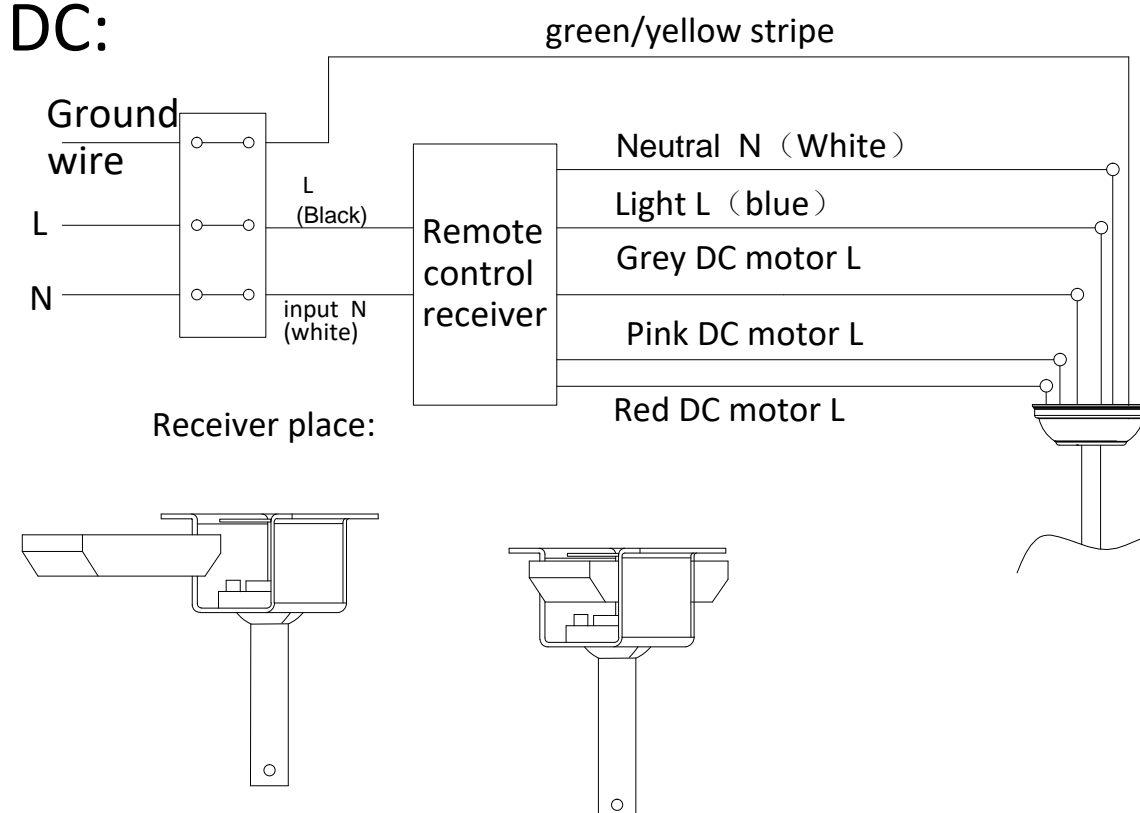 DC:
green/yellow stripe
Ground
wire
Neutral N（White）
L
(Black)
Light L（blue）
L
Remote
control
receiver
Grey DC motor L
N
input N
(white)
Pink DC motor L
Red DC motor L
Receiver place: